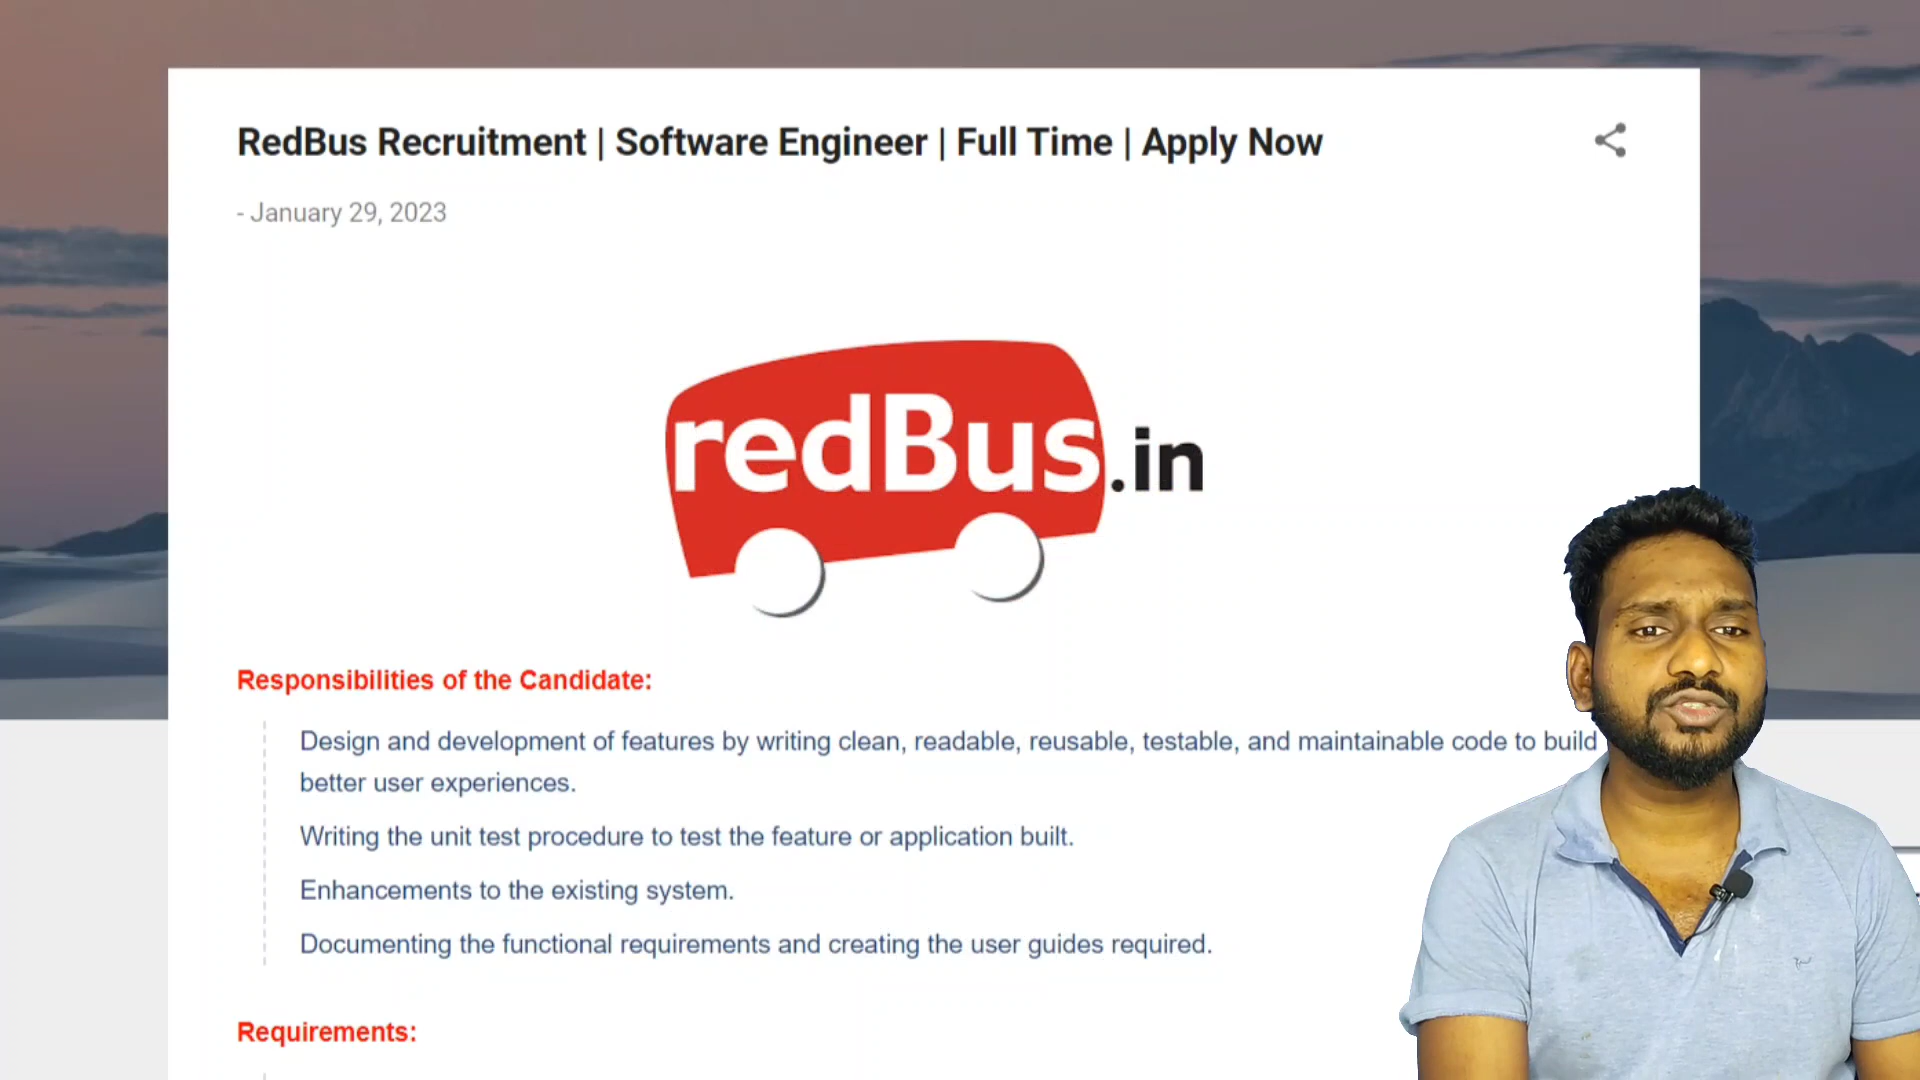 RedBus Recruitment | Software Engineer | Full Time | Apply Now
- January 29, 2023
redBus.in
Responsibilities of the Candidate:
Design and development of features by writing clean, readable, reusable, testable, and maintainable code to build
better user experiences.
Writing the unit test procedure to test the feature or application built.
Enhancements to the existing system.
Documenting the functional requirements and creating the user guides required.
Requirements: